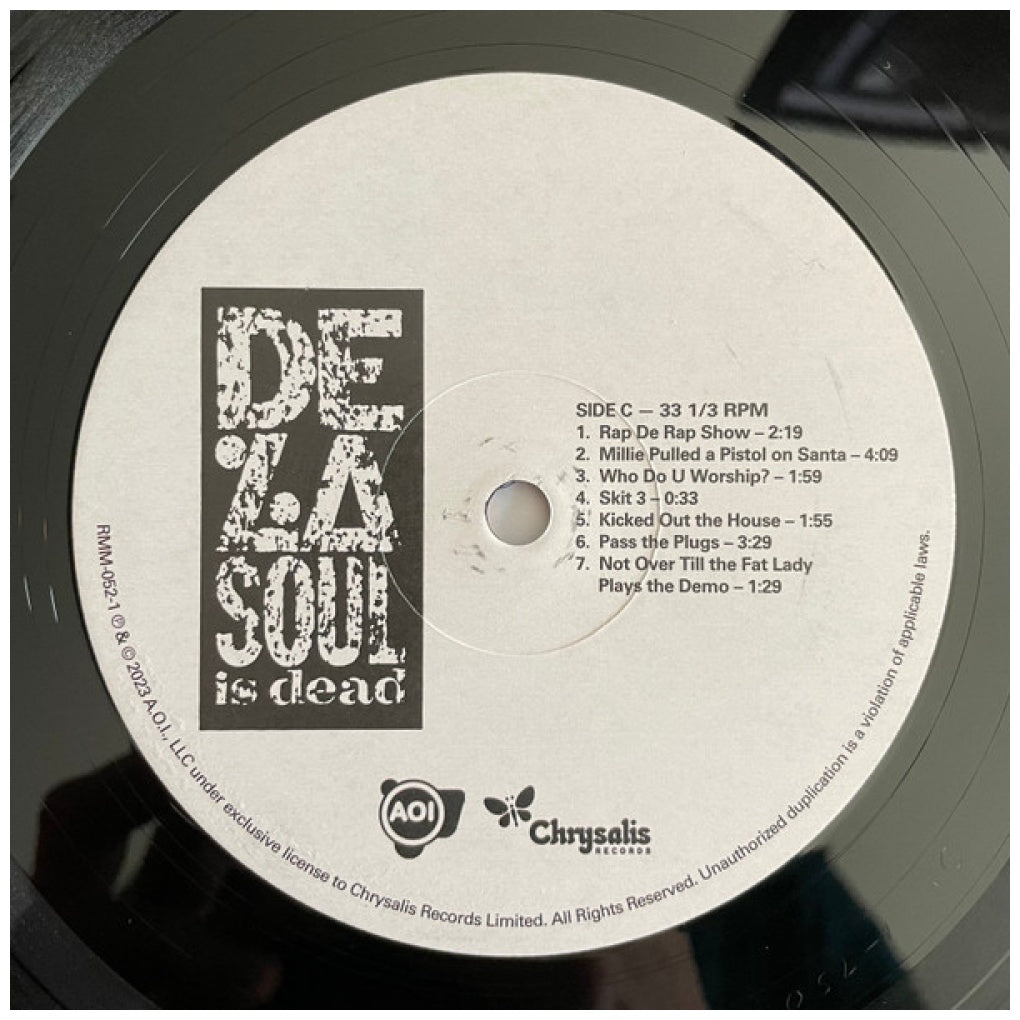 DE
LA
SOUL
is dead
SIDE C — 33 1/3 RPM
1. Rap De Rap Show – 2:19
2. Millie Pulled a Pistol on Santa – 4:09
3. Who Do U Worship? – 1:59
4. Skit 3 – 0:33
5. Kicked Out the House – 1:55
6. Pass the Plugs – 3:29
7. Not Over Till the Fat Lady
Plays the Demo – 1:29
AOI
Chrysalis
RECORDS
RMM-052-1 ℗ & © 2023 A.O.I., LLC under exclusive license to Chrysalis Records Limited. All Rights Reserved. Unauthorized duplication is a violation of applicable laws.